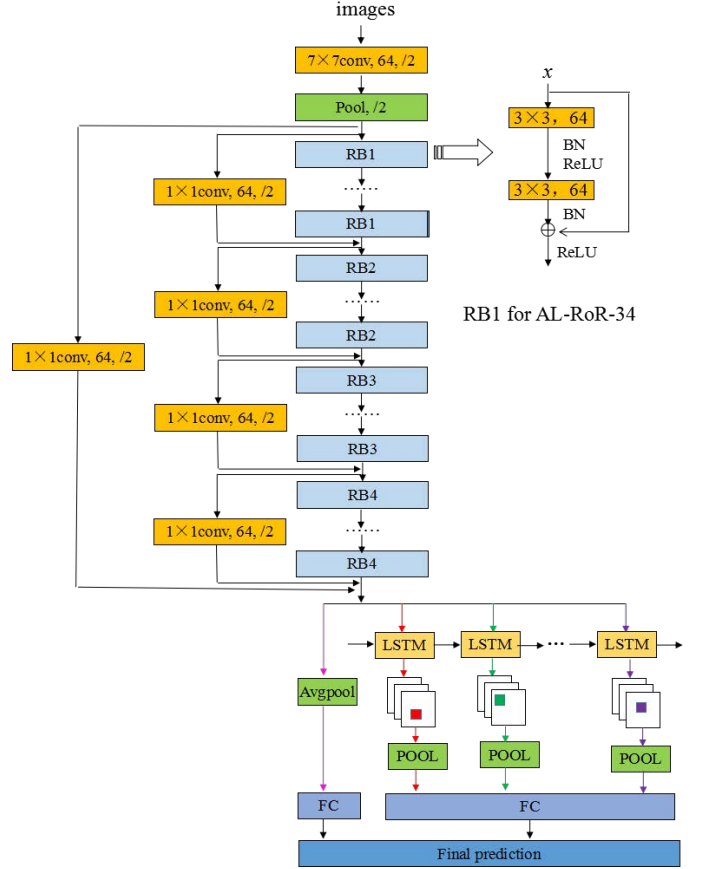 images
7×7conv, 64, /2
Pool, /2
RB1
......
1×1conv, 64, /2
RB1
RB2
......
1×1conv, 64, /2
RB2
1×1conv, 64, /2
RB3
......
1×1conv, 64, /2
RB3
RB4
......
1×1conv, 64, /2
RB4
x
3×3, 64
BN
ReLU
3×3, 64
BN
ReLU
RB1 for AL-RoR-34
LSTM LSTM ... LSTM
Avgpool
POOL POOL POOL
FC FC
Final prediction